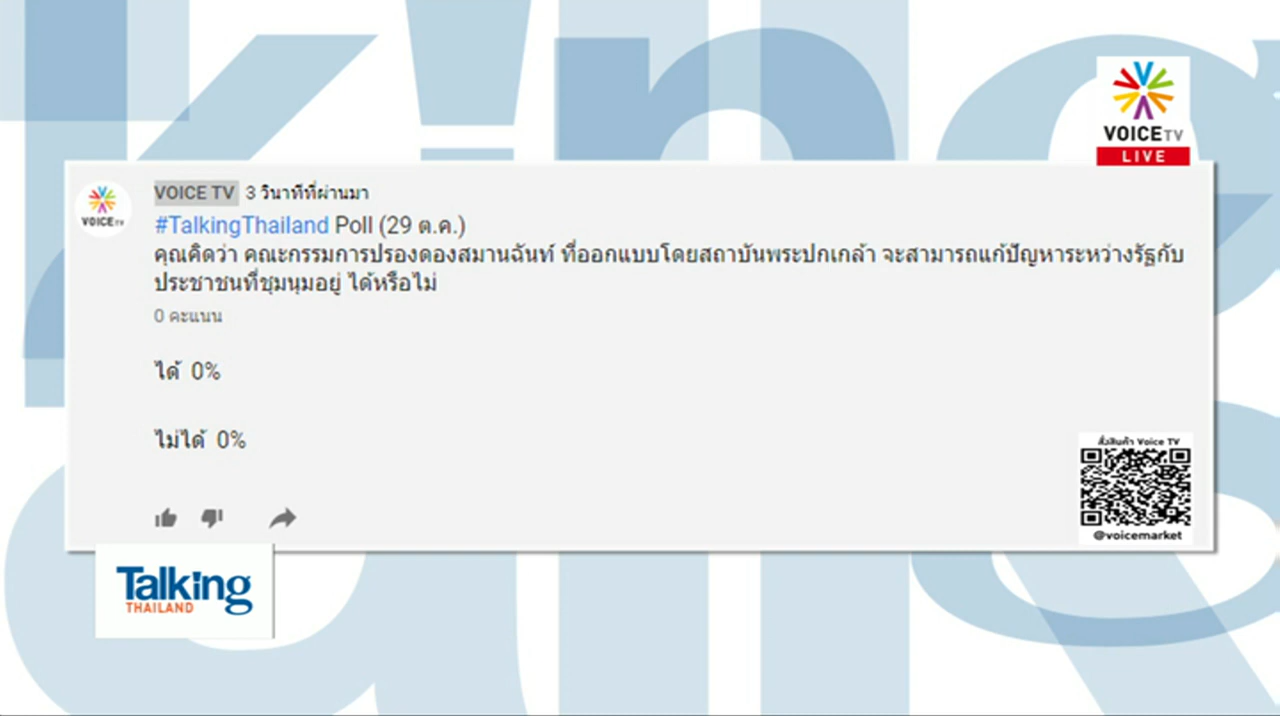 VOICE TV
LIVE
VOICE TV 3 วินาทีที่ผ่านมา
VOICE TV
#TalkingThailand Poll (29 ต.ค.)
คุณคิดว่า คณะกรรมการปรองดองสมานฉันท์ ที่ออกแบบโดยสถาบันพระปกเกล้า จะสามารถแก้ปัญหาระหว่างรัฐกับ
ประชาชนที่ชุมนุมอยู่ ได้หรือไม่
0 คะแนน
ได้ 0%
ไม่ได้ 0%
สั่งสินค้า Voice TV
@voicemarket
Talking
THAILAND